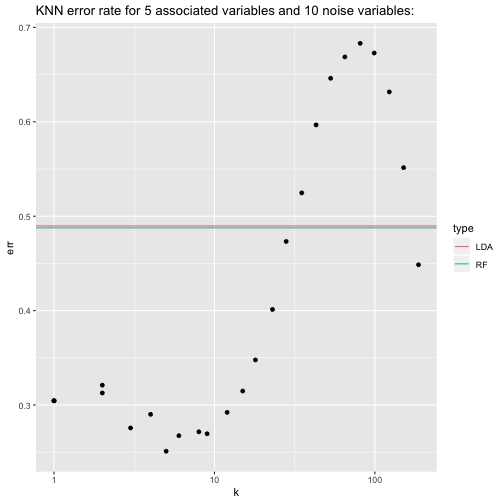 KNN error rate for 5 associated variables and 10 noise variables:
0.7
0.6
0.5
0.4
0.3
err
1
10
100
k
type
LDA
RF